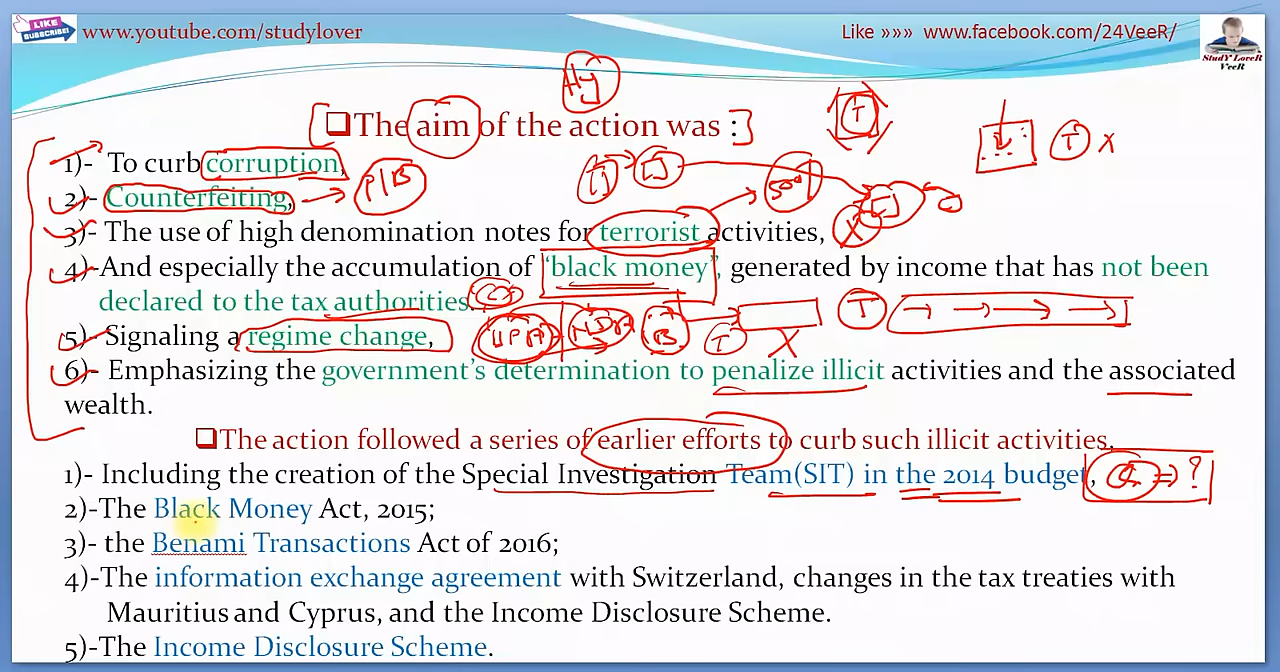 LIKE
SUBSCRIBE!
www.youtube.com/studylover
Like »»» www.facebook.com/24VeeR/
StudY LoveR
VeeR
Hy
❑The aim of the action was :
T
T x
1)- To curb corruption,
2)- Counterfeiting, → P/B
500
3)- The use of high denomination notes for terrorist activities, X
4)-And especially the accumulation of 'black money', generated by income that has not been
declared to the tax authorities.
5)- Signaling a regime change, UPA NDA B T X T
6)- Emphasizing the government's determination to penalize illicit activities and the associated
wealth.
❑The action followed a series of earlier efforts to curb such illicit activities,
1)- Including the creation of the Special Investigation Team(SIT) in the 2014 budget, Q ⇒ ?
2)-The Black Money Act, 2015;
3)- the Benami Transactions Act of 2016;
4)-The information exchange agreement with Switzerland, changes in the tax treaties with
Mauritius and Cyprus, and the Income Disclosure Scheme.
5)-The Income Disclosure Scheme.